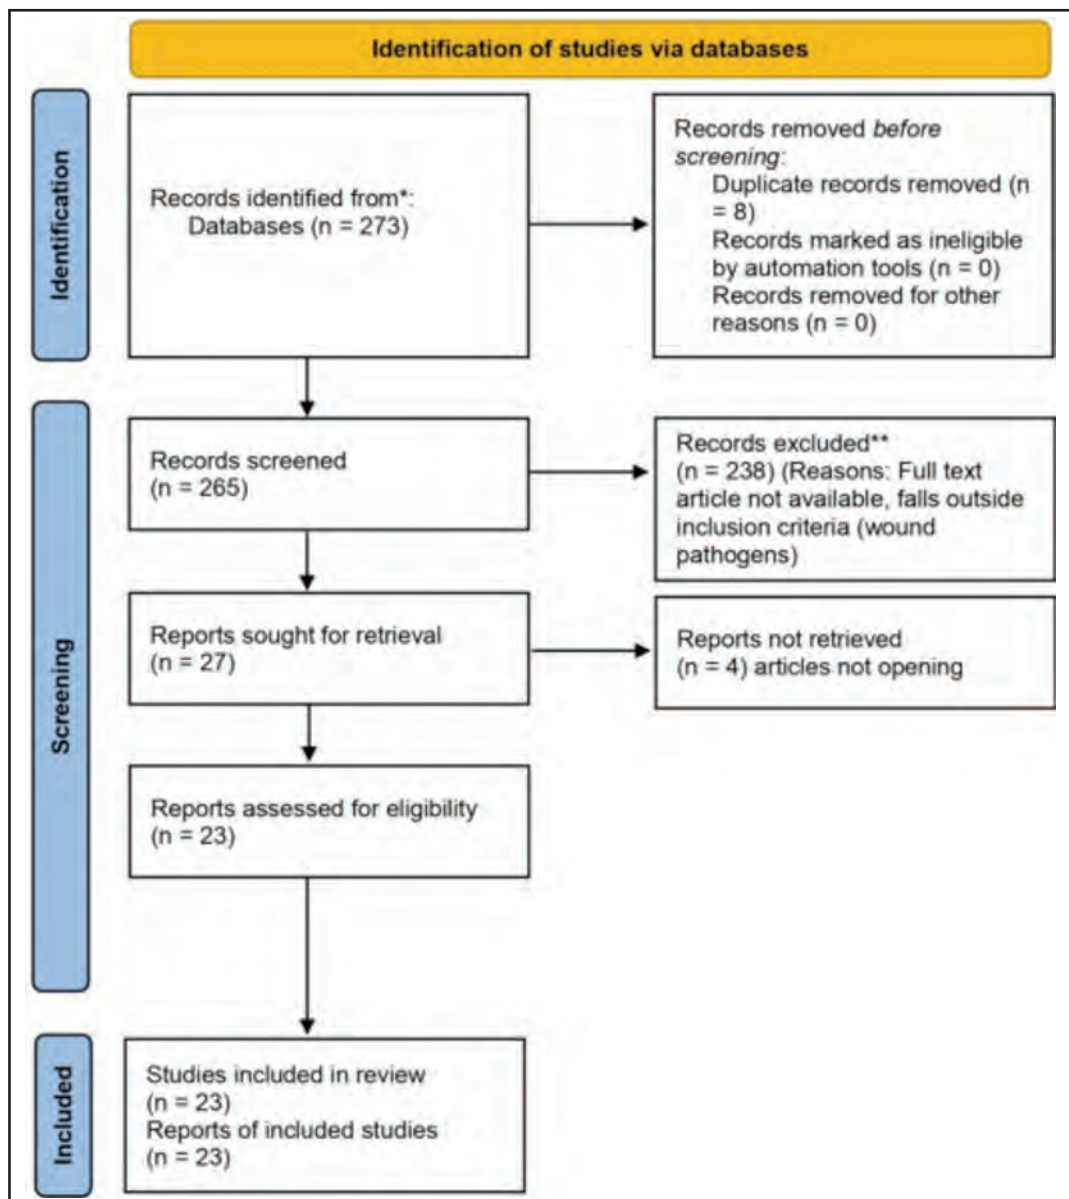 Identification of studies via databases
Identification
Records identified from*:
Databases (n = 273)
Records removed before
screening:
Duplicate records removed (n
= 8)
Records marked as ineligible
by automation tools (n = 0)
Records removed for other
reasons (n = 0)
Screening
Records screened
(n = 265)
Records excluded**
(n = 238) (Reasons: Full text
article not available, falls outside
inclusion criteria (wound
pathogens)
Reports sought for retrieval
(n = 27)
Reports not retrieved
(n = 4) articles not opening
Reports assessed for eligibility
(n = 23)
Included
Studies included in review
(n = 23)
Reports of included studies
(n = 23)